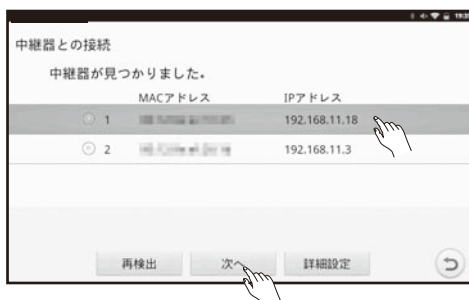 19:35
中継器との接続
中継器が見つかりました。
MACアドレス IPアドレス
1 192.168.11.18
2 192.168.11.3
再検出 次へ 詳細設定